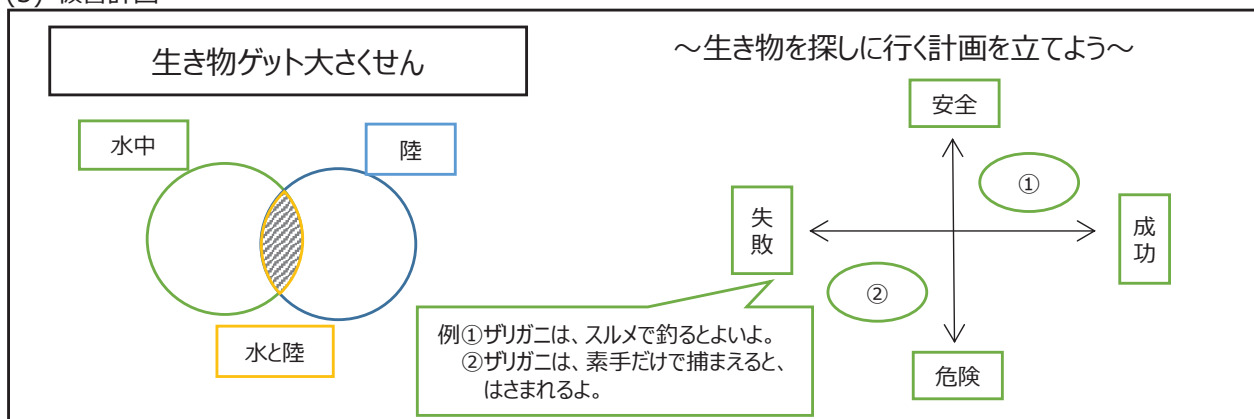 生き物ゲット大さくせん
～生き物を探しに行く計画を立てよう～
水中
陸
水と陸
安全
失敗
成功
危険
①
②
例①ザリガニは、スルメで釣るとよいよ。
②ザリガニは、素手だけで捕まえると、
はさまれるよ。